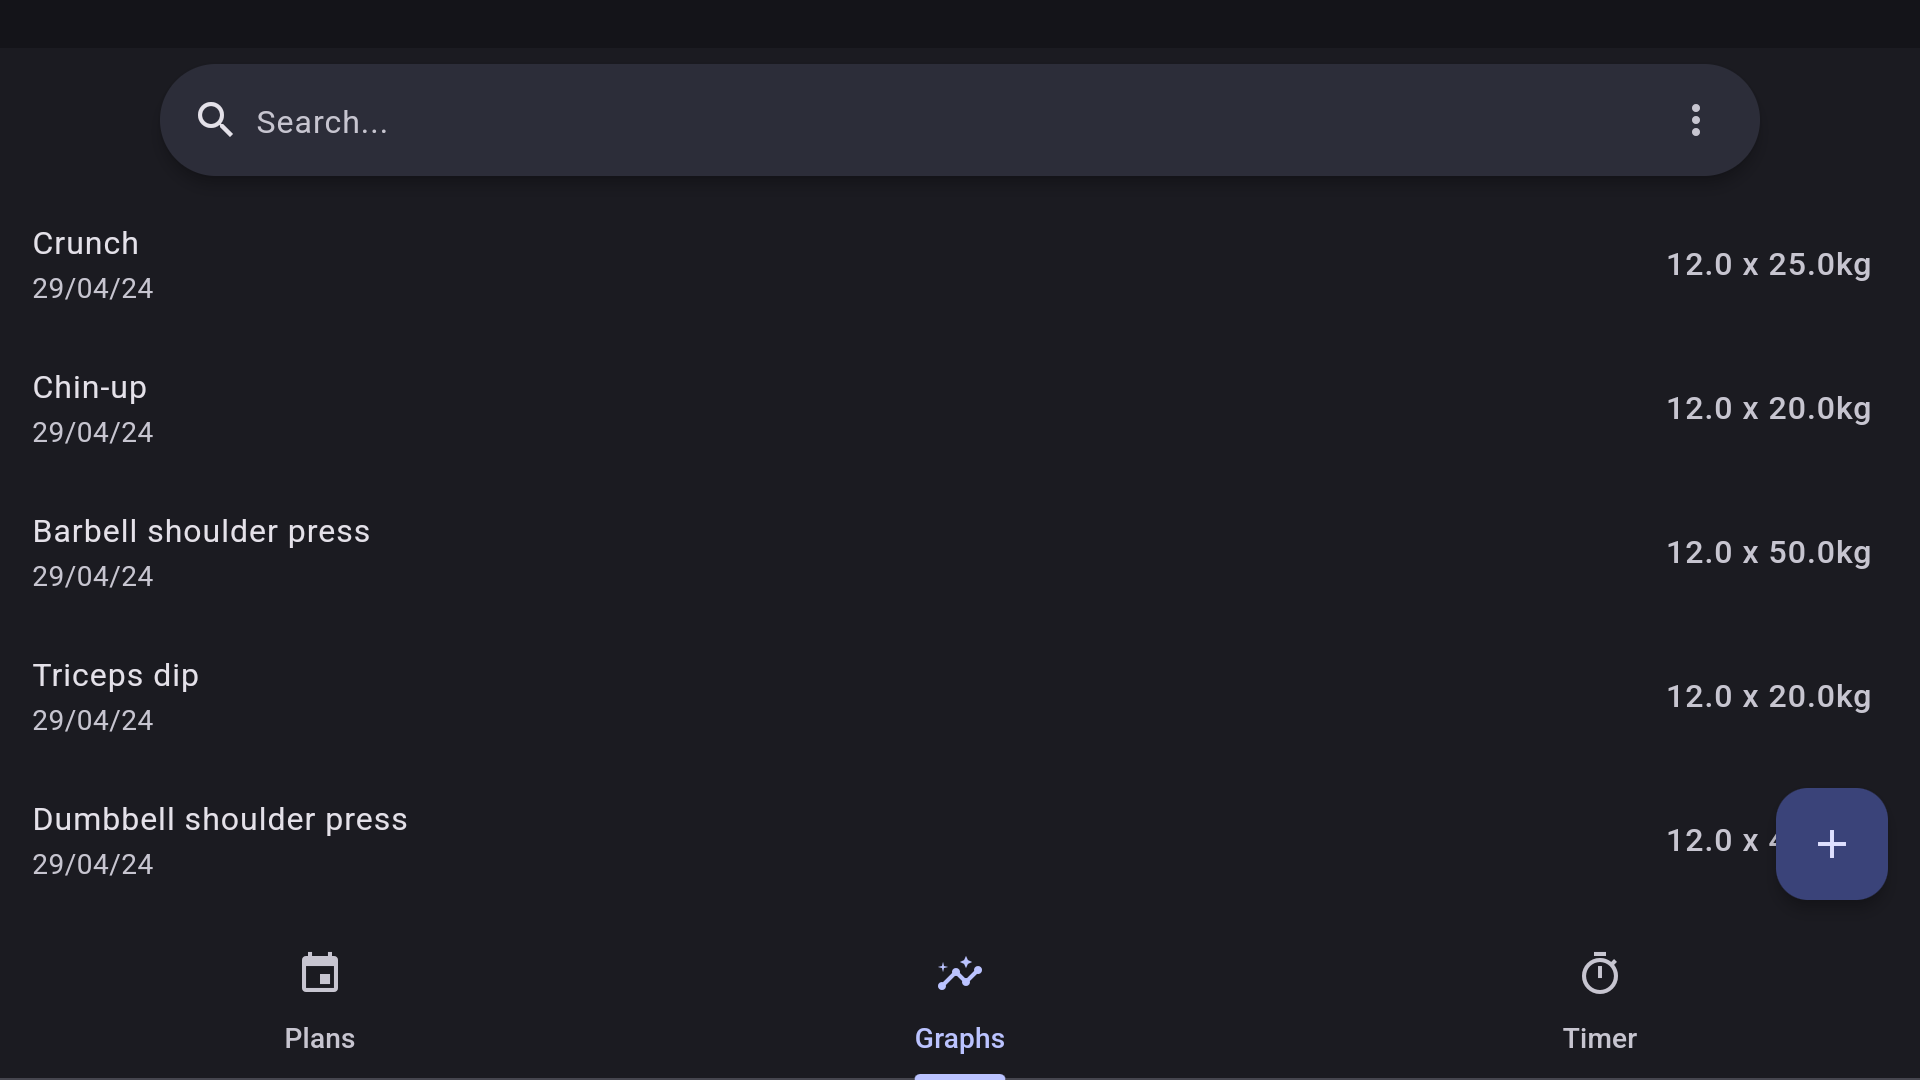 Search...
Crunch
29/04/24
12.0 x 25.0kg
Chin-up
29/04/24
12.0 x 20.0kg
Barbell shoulder press
29/04/24
12.0 x 50.0kg
Triceps dip
29/04/24
12.0 x 20.0kg
Dumbbell shoulder press
29/04/24
12.0 x
Plans
Graphs
Timer